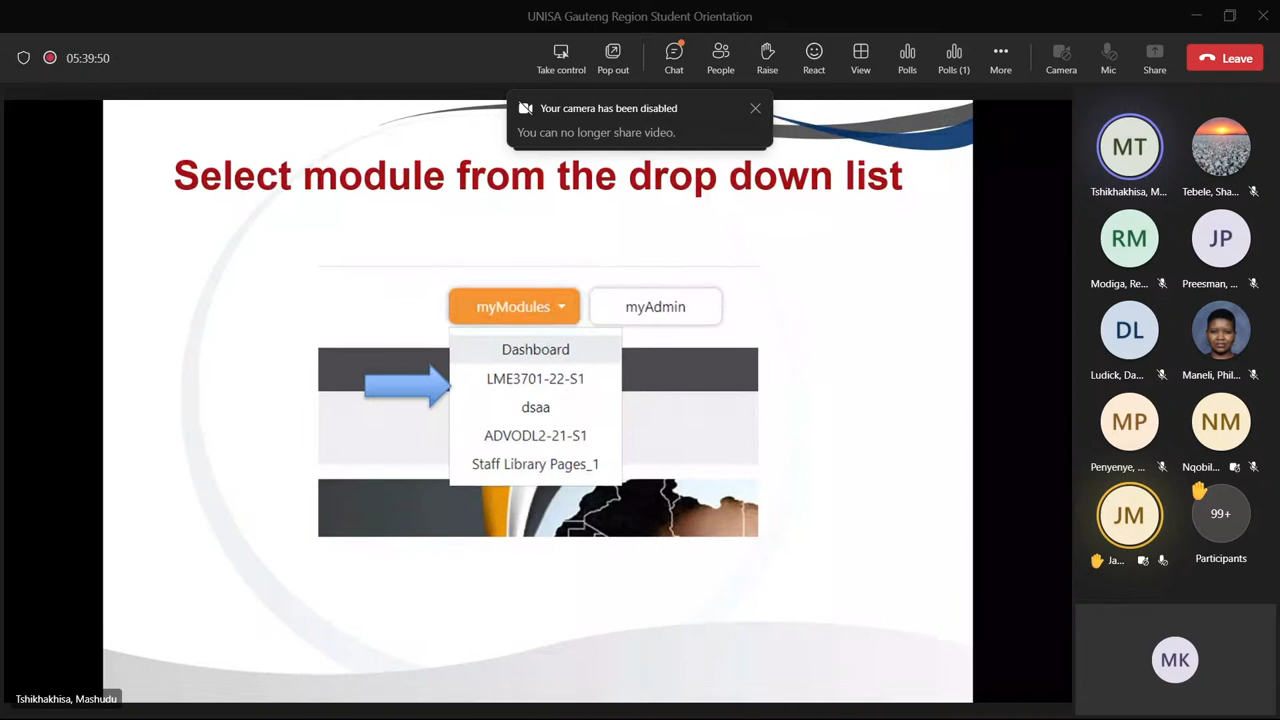 UNISA Gauteng Region Student Orientation
05:39:50
Take control
Pop out
Chat
People
Raise
React
View
Polls
Polls (1)
More
Camera
Mic
Share
Leave
Your camera has been disabled
You can no longer share video.
Select module from the drop down list
myModules
myAdmin
Dashboard
LME3701-22-S1
dsaa
ADVODL2-21-S1
Staff Library Pages_1
MT
Tshikhakhisa, M...
Tebele, Sha...
RM
Modiga, Re...
JP
Preesman, ...
DL
Ludick, Da...
Maneli, Phil...
MP
Penyenye, ...
NM
Nqobil...
JM
Ja...
99+
Participants
MK
Tshikhakhisa, Mashudu